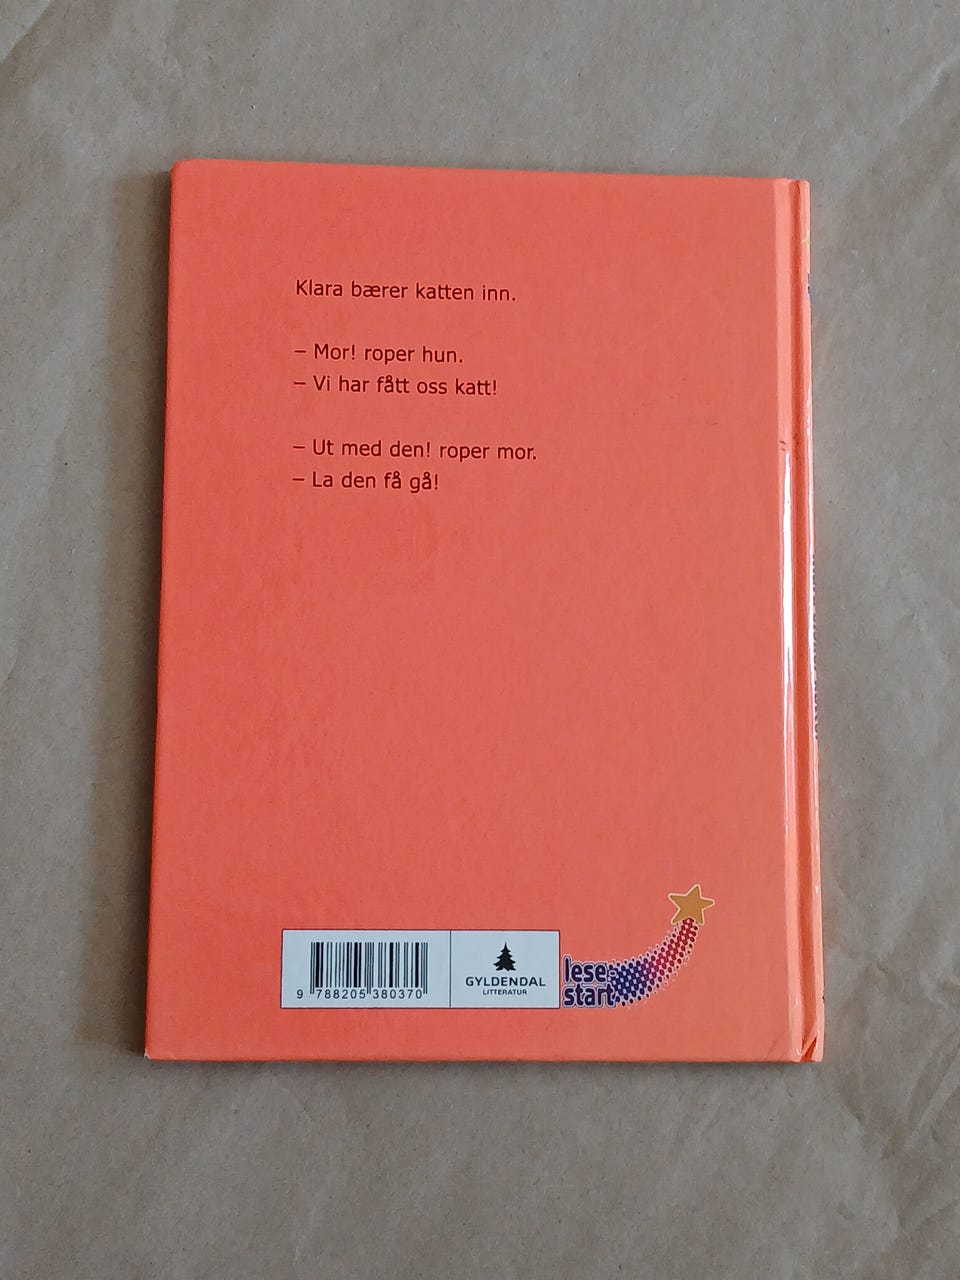 Klara bærer katten inn.
– Mor! roper hun.
– Vi har fått oss katt!
– Ut med den! roper mor.
– La den få gå!
9 788205 380370
GYLDENDAL
LITTERATUR
lese-
start